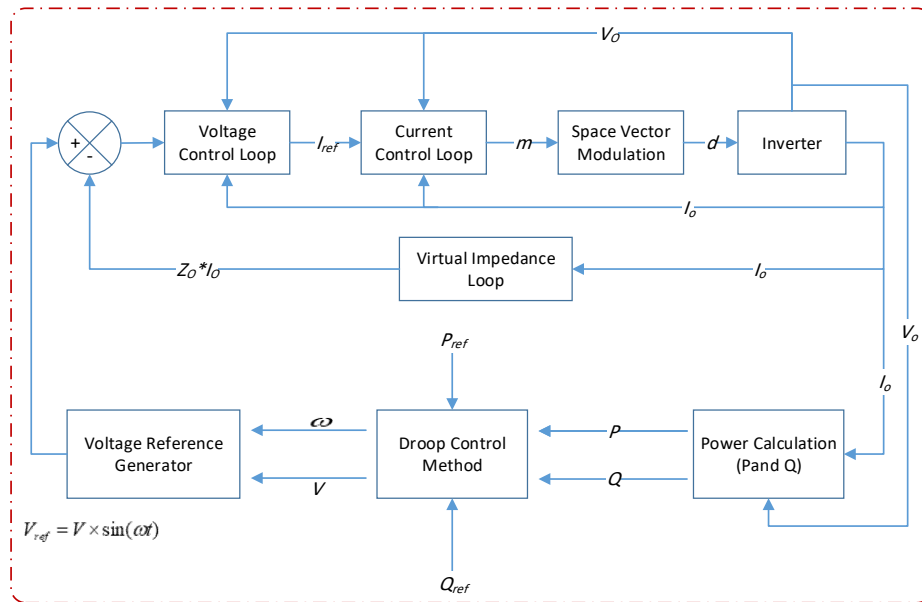 V_O
+
-
Voltage
Control Loop
I_ref
Current
Control Loop
m
Space Vector
Modulation
d
Inverter
I_o
Z_O*I_O
Virtual Impedance
Loop
I_o
V_o
P_ref
I_o
Voltage Reference
Generator
ω
V
Droop Control
Method
P
Q
Power Calculation
(Pand Q)
V_ref = V × sin(ωt)
Q_ref